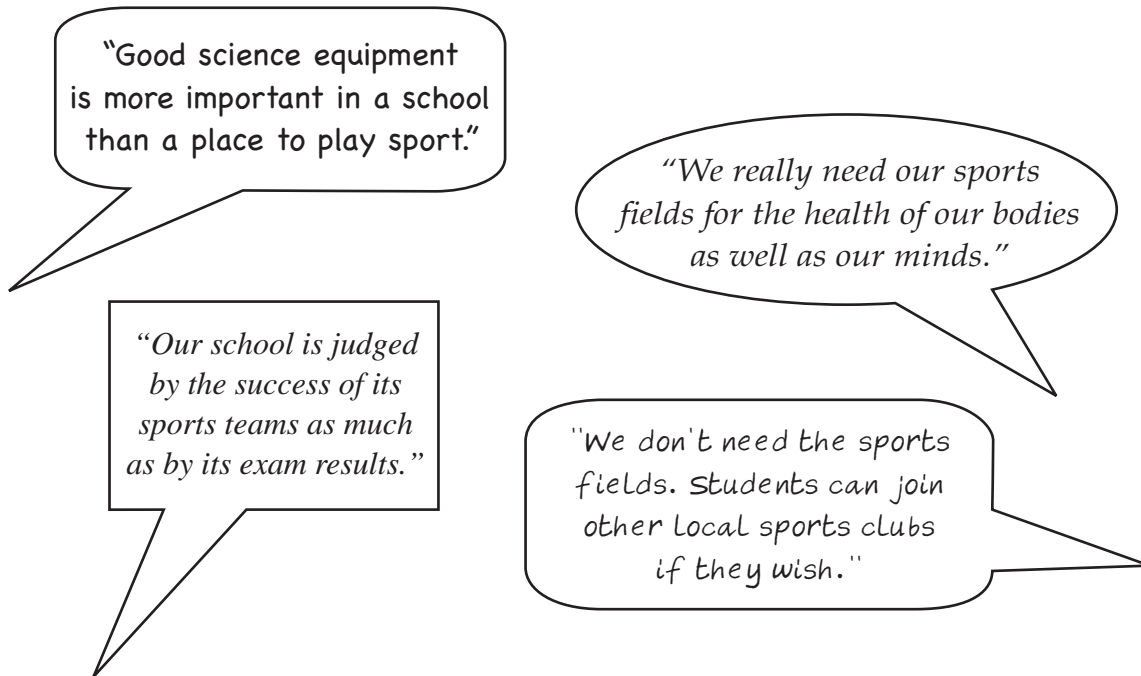 “Good science equipment
is more important in a school
than a place to play sport.”
“We really need our sports
fields for the health of our bodies
as well as our minds.”
“Our school is judged
by the success of its
sports teams as much
as by its exam results.”
"We don't need the sports
fields. Students can join
other local sports clubs
if they wish."